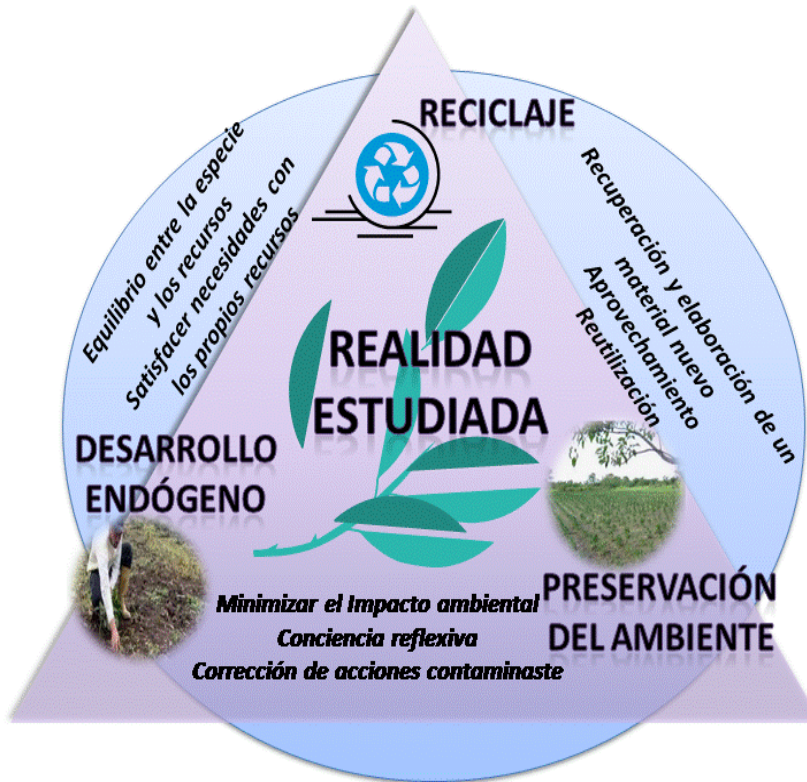 RECICLAJE
Equilibrio entre la especie
y los recursos
Satisfacer necesidades con
los propios recursos
Recuperación y elaboración de un
material nuevo
Aprovechamiento
Reutilización
REALIDAD
ESTUDIADA
DESARROLLO
ENDÓGENO
PRESERVACIÓN
DEL AMBIENTE
Minimizar el Impacto ambiental
Conciencia reflexiva
Corrección de acciones contaminaste